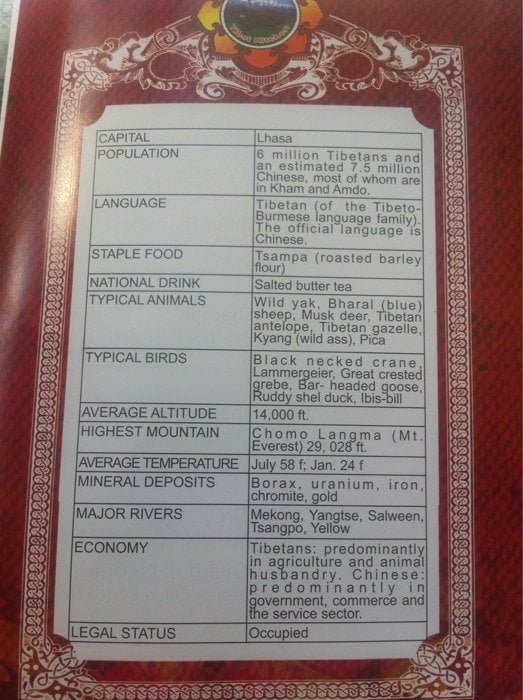 Tibet Kitchen
CAPITAL Lhasa
POPULATION 6 million Tibetans and
an estimated 7.5 million
Chinese, most of whom are
in Kham and Amdo.
LANGUAGE Tibetan (of the Tibeto-
Burmese language family).
The official language is
Chinese.
STAPLE FOOD Tsampa (roasted barley
flour)
NATIONAL DRINK Salted butter tea
TYPICAL ANIMALS Wild yak, Bharal (blue)
sheep, Musk deer, Tibetan
antelope, Tibetan gazelle,
Kyang (wild ass), Pica
TYPICAL BIRDS Black necked crane,
Lammergeier, Great crested
grebe, Bar- headed goose,
Ruddy shel duck, Ibis-bill
AVERAGE ALTITUDE 14,000 ft.
HIGHEST MOUNTAIN Chomo Langma (Mt.
Everest) 29, 028 ft.
AVERAGE TEMPERATURE July 58 f; Jan. 24 f
MINERAL DEPOSITS Borax, uranium, iron,
chromite, gold
MAJOR RIVERS Mekong, Yangtse, Salween,
Tsangpo, Yellow
ECONOMY Tibetans: predominantly
in agriculture and animal
husbandry. Chinese:
predominantly in
government, commerce and
the service sector.
LEGAL STATUS Occupied